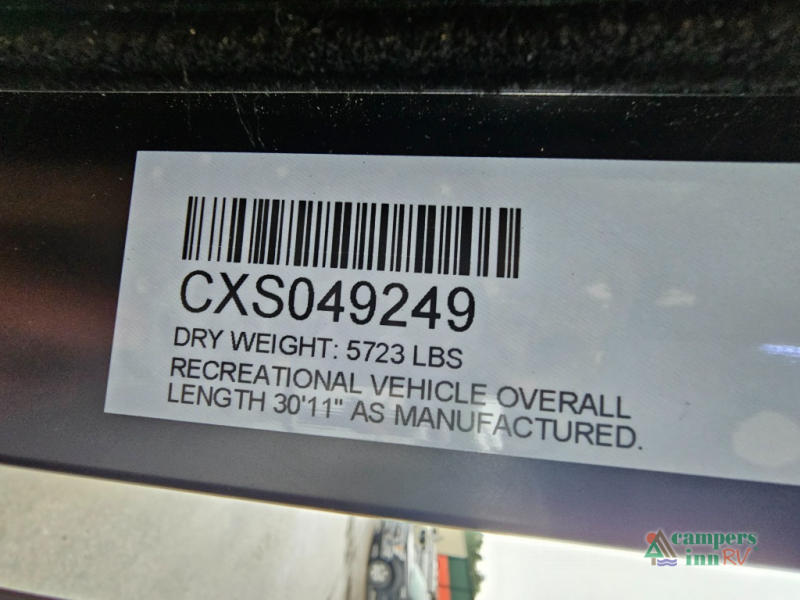 CXS049249
DRY WEIGHT: 5723 LBS
RECREATIONAL VEHICLE OVERALL
LENGTH 30'11" AS MANUFACTURED.
campers
inn RV